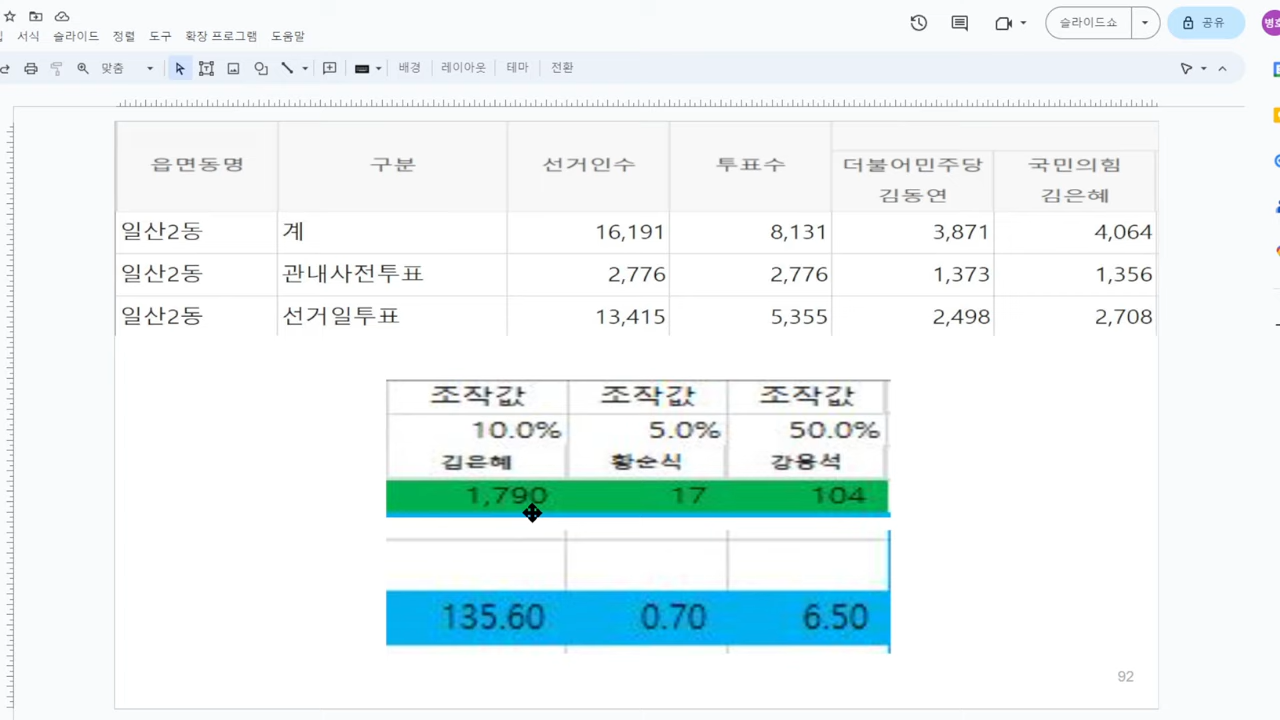 서식 슬라이드 정렬 도구 확장 프로그램 도움말
슬라이드쇼
공유
병호
맞춤
배경 레이아웃 테마 전환
읍면동명 구분 선거인수 투표수 더불어민주당 김동연 국민의힘 김은혜
일산2동 계 16,191 8,131 3,871 4,064
일산2동 관내사전투표 2,776 2,776 1,373 1,356
일산2동 선거일투표 13,415 5,355 2,498 2,708
조작값 조작값 조작값
10.0% 5.0% 50.0%
김은혜 황순식 강용석
1,790 17 104
135.60 0.70 6.50
92